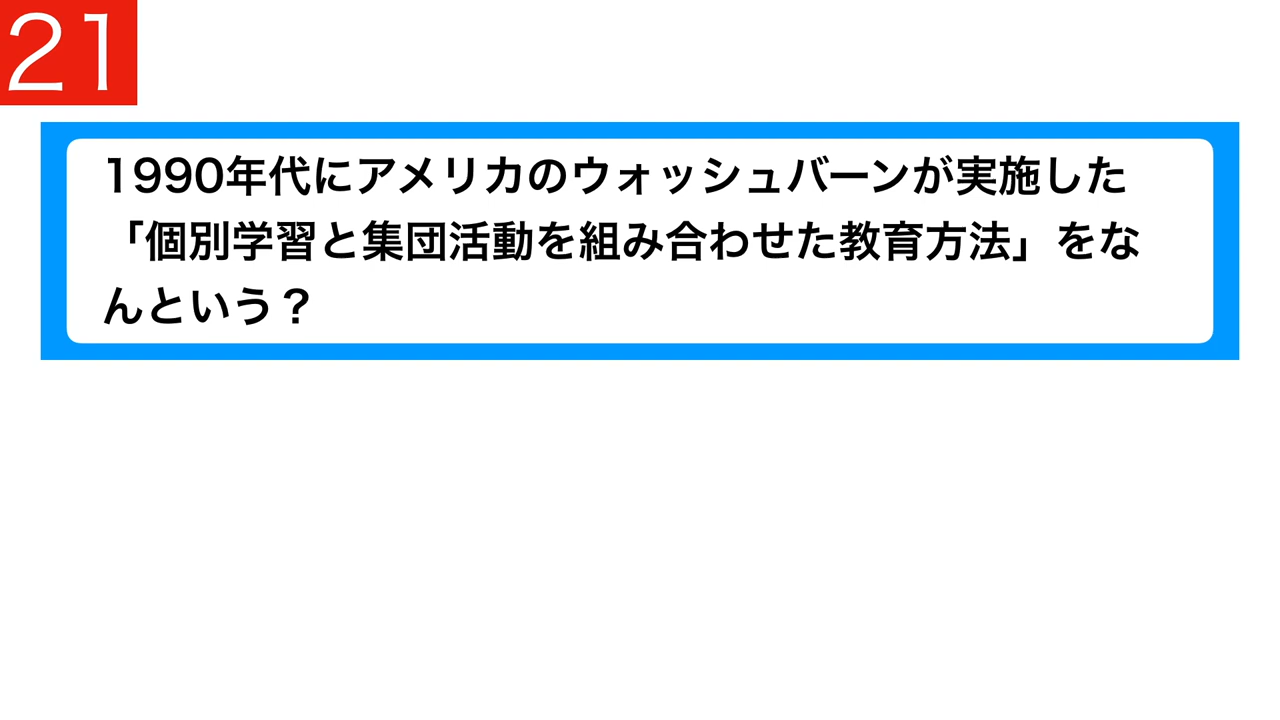 21
1990年代にアメリカのウォッシュバーンが実施した
「個別学習と集団活動を組み合わせた教育方法」をな
んという？